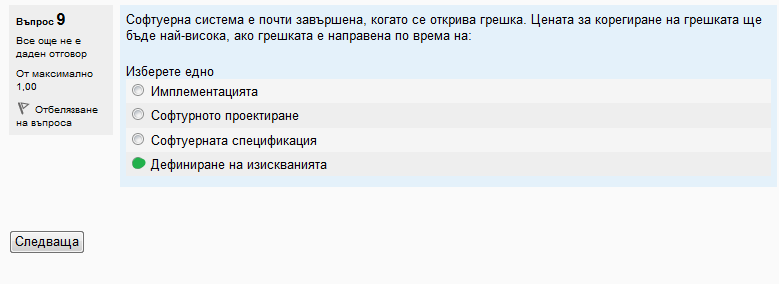 Въпрос 9
Все още не е
даден отговор
От максимално
1,00
Отбелязване
на въпроса
Софтуерна система е почти завършена, когато се открива грешка. Цената за корегиране на грешката ще
бъде най-висока, ако грешката е направена по време на:
Изберете едно
Имплементацията
Софтурното проектиране
Софтуерната спецификация
Дефиниране на изискванията
Следваща